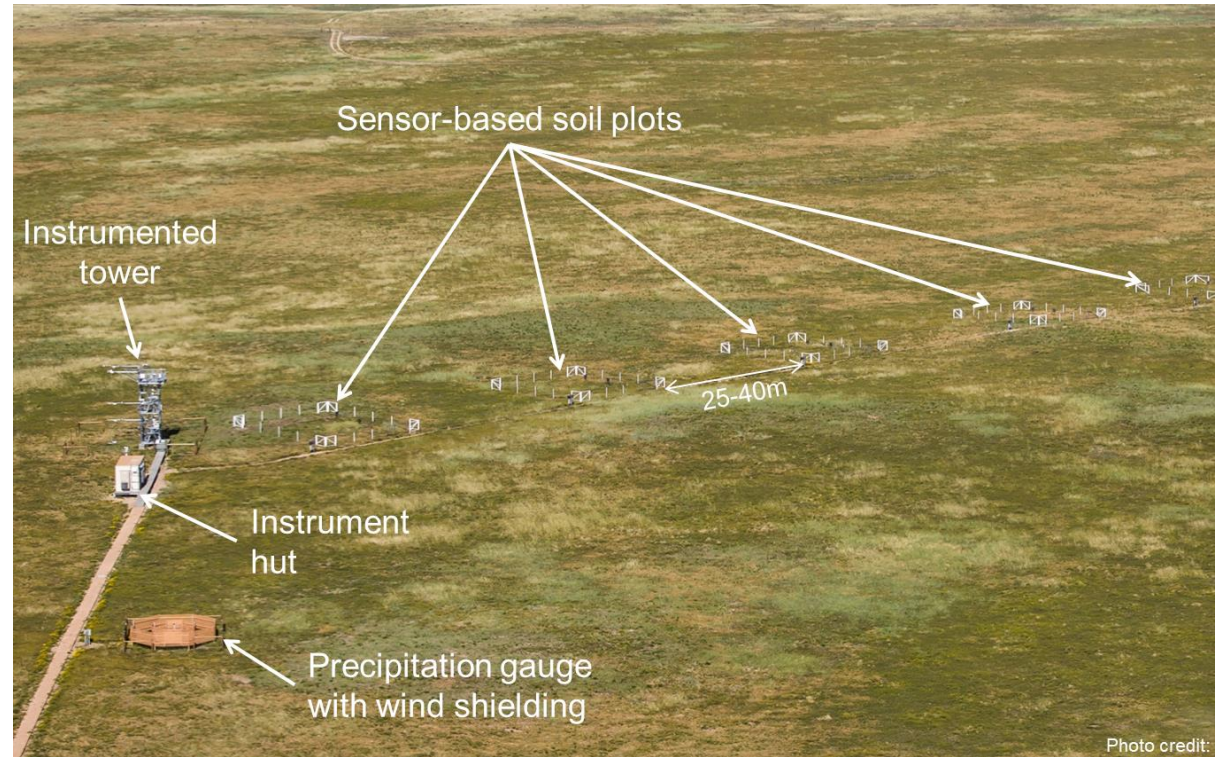 Sensor-based soil plots
Instrumented
tower
25-40m
Instrument
hut
Precipitation gauge
with wind shielding
Photo credit: